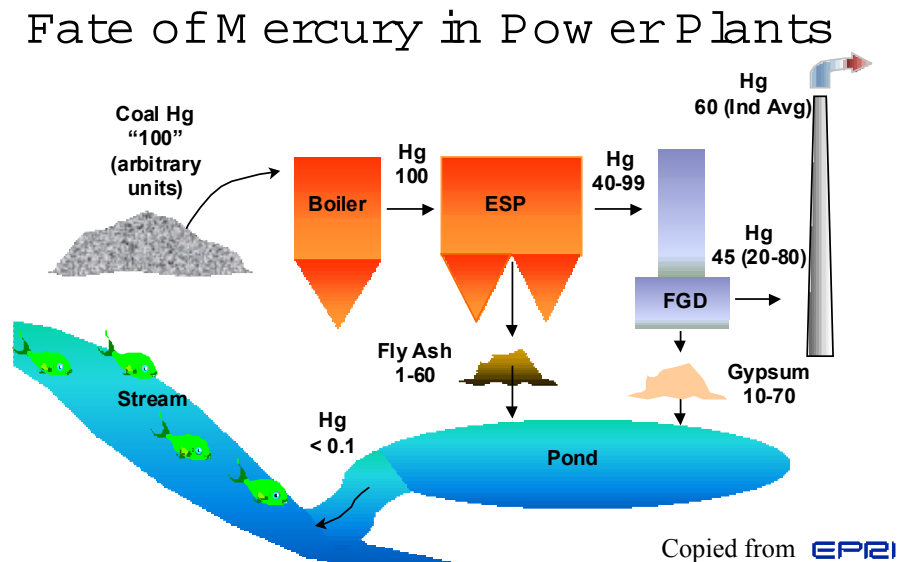 Fate of Mercury in Power Plants
Coal Hg
“100”
(arbitrary
units)
Boiler
Hg
100
ESP
Hg
40-99
Hg
60 (Ind Avg)
Hg
45 (20-80)
FGD
Fly Ash
1-60
Gypsum
10-70
Stream
Hg
< 0.1
Pond
Copied from EPRI